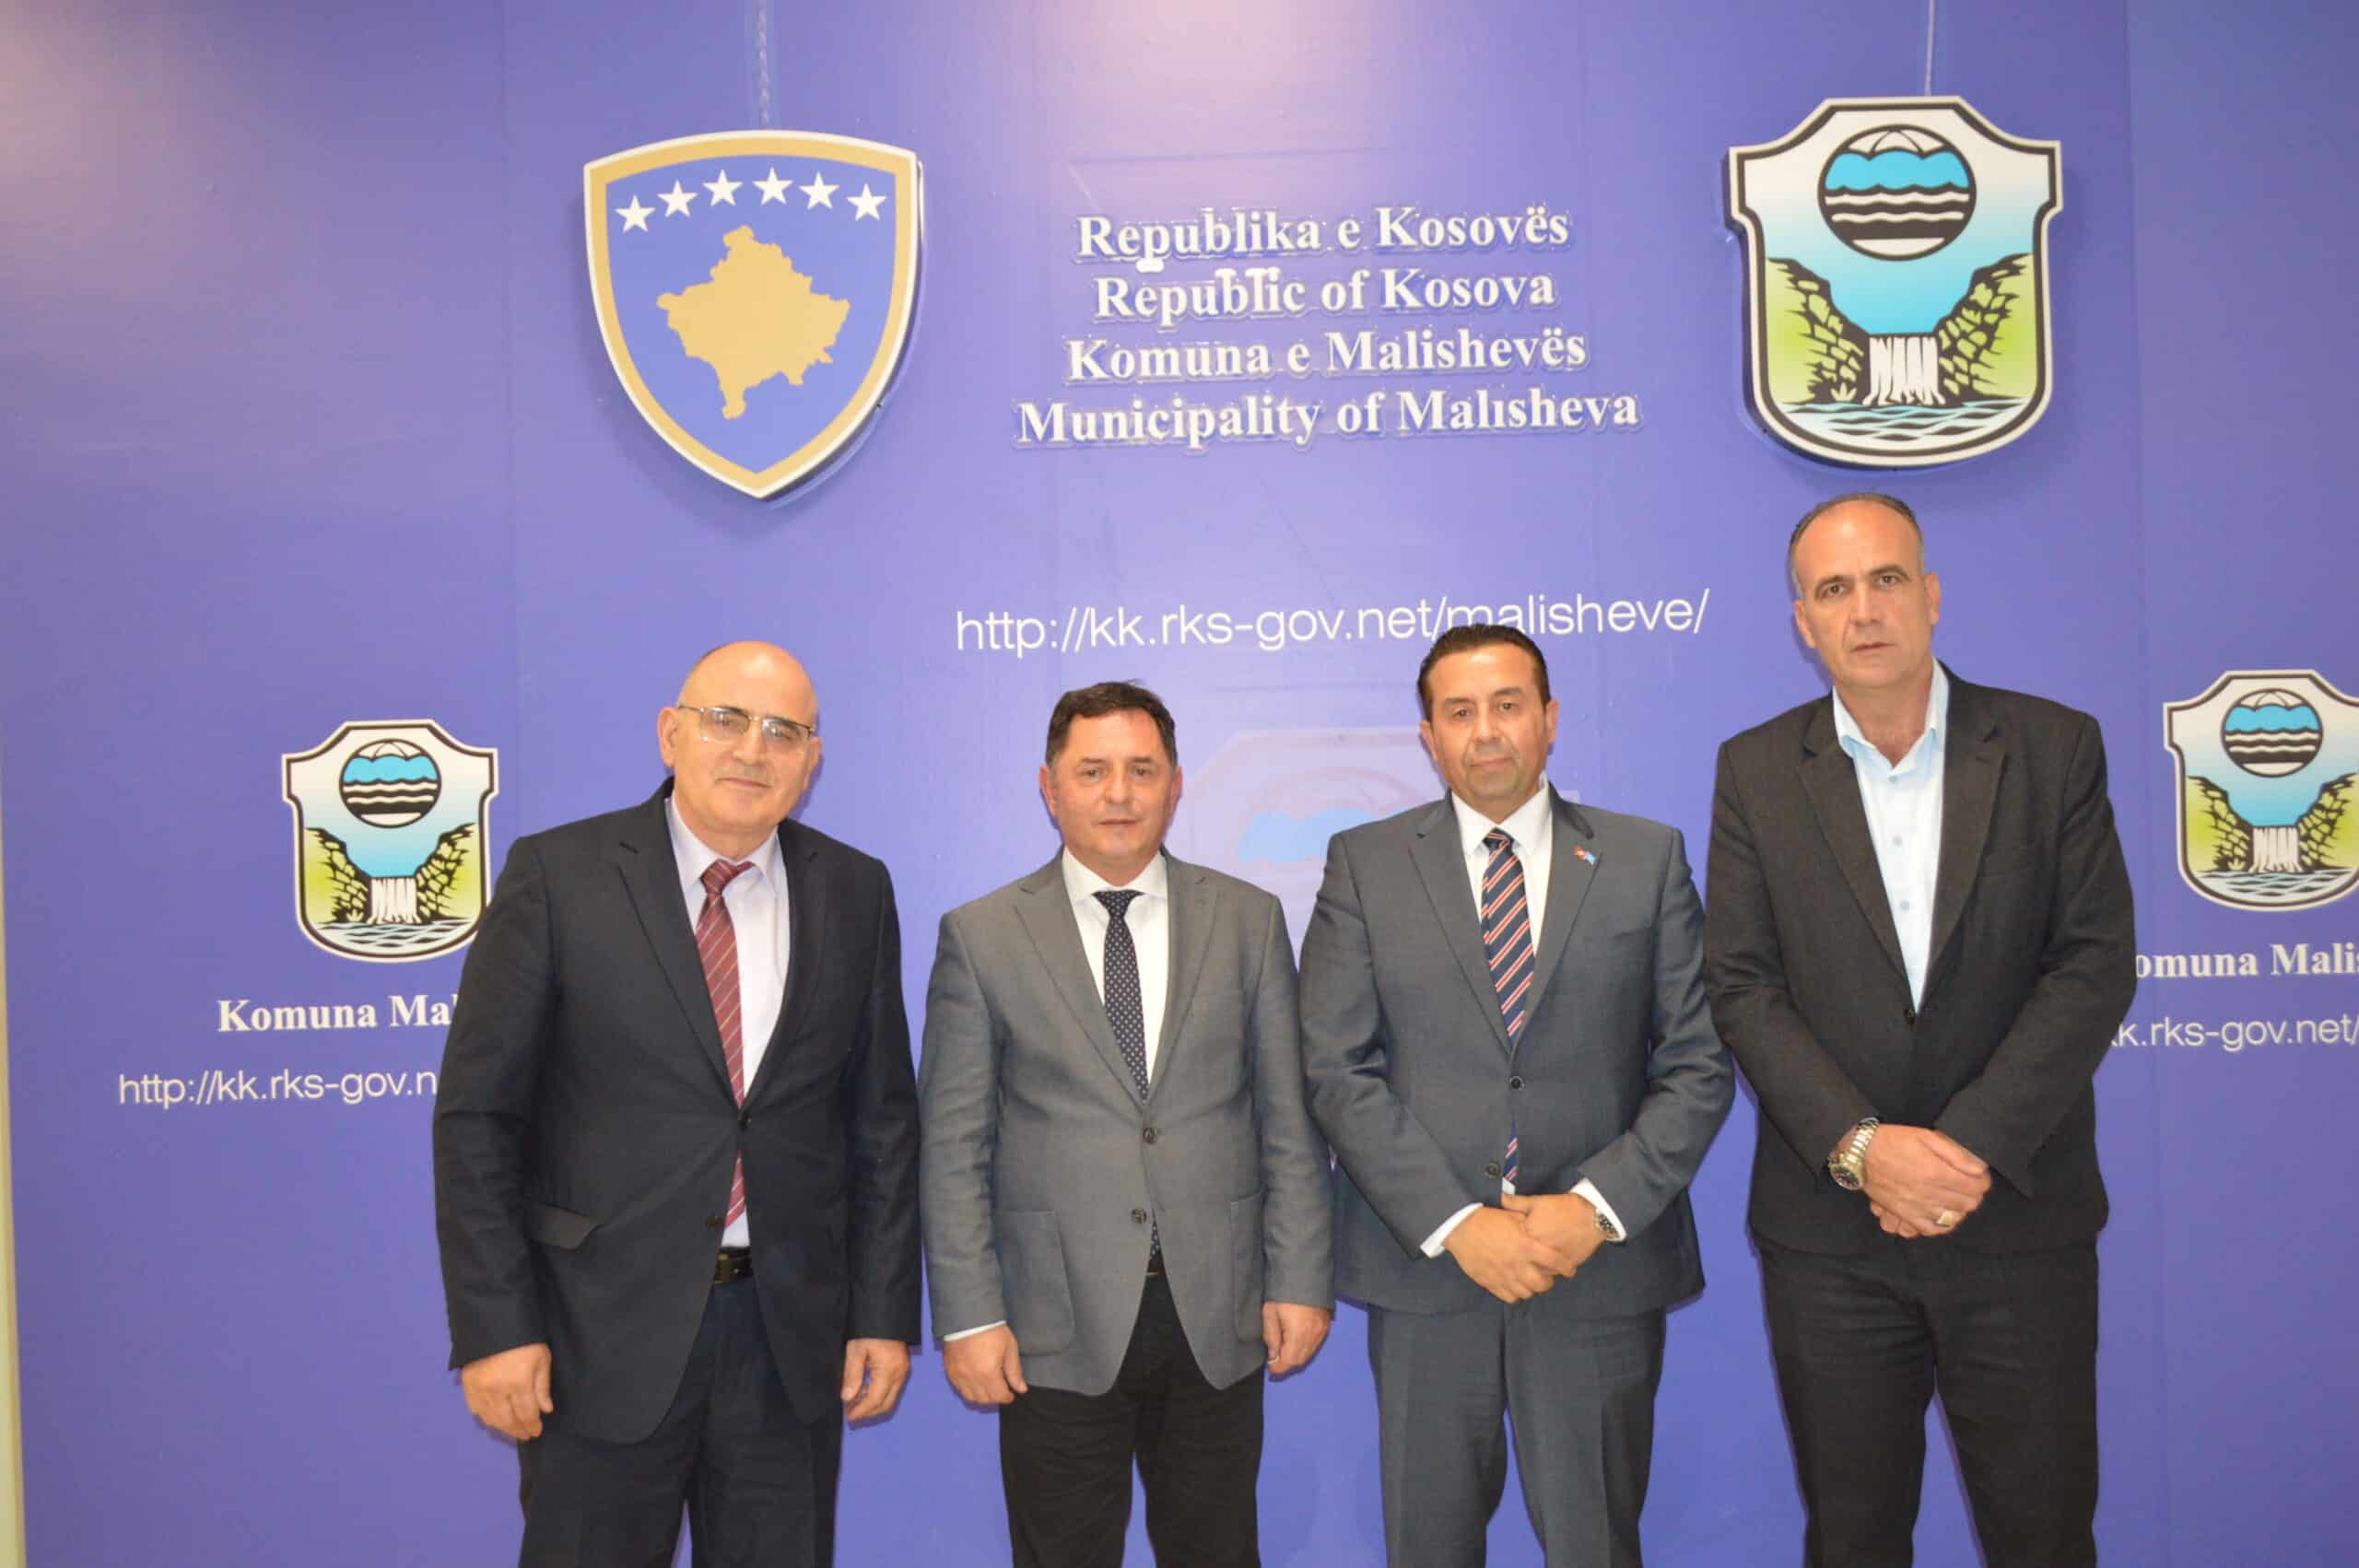 Republika e Kosovës
Republic of Kosova
Komuna e Malishevës
Municipality of Malisheva
http://kk.rks-gov.net/malisheve/
Komuna Mal
http://kk.rks-gov.n
omuna Malis
k.rks-gov.net/